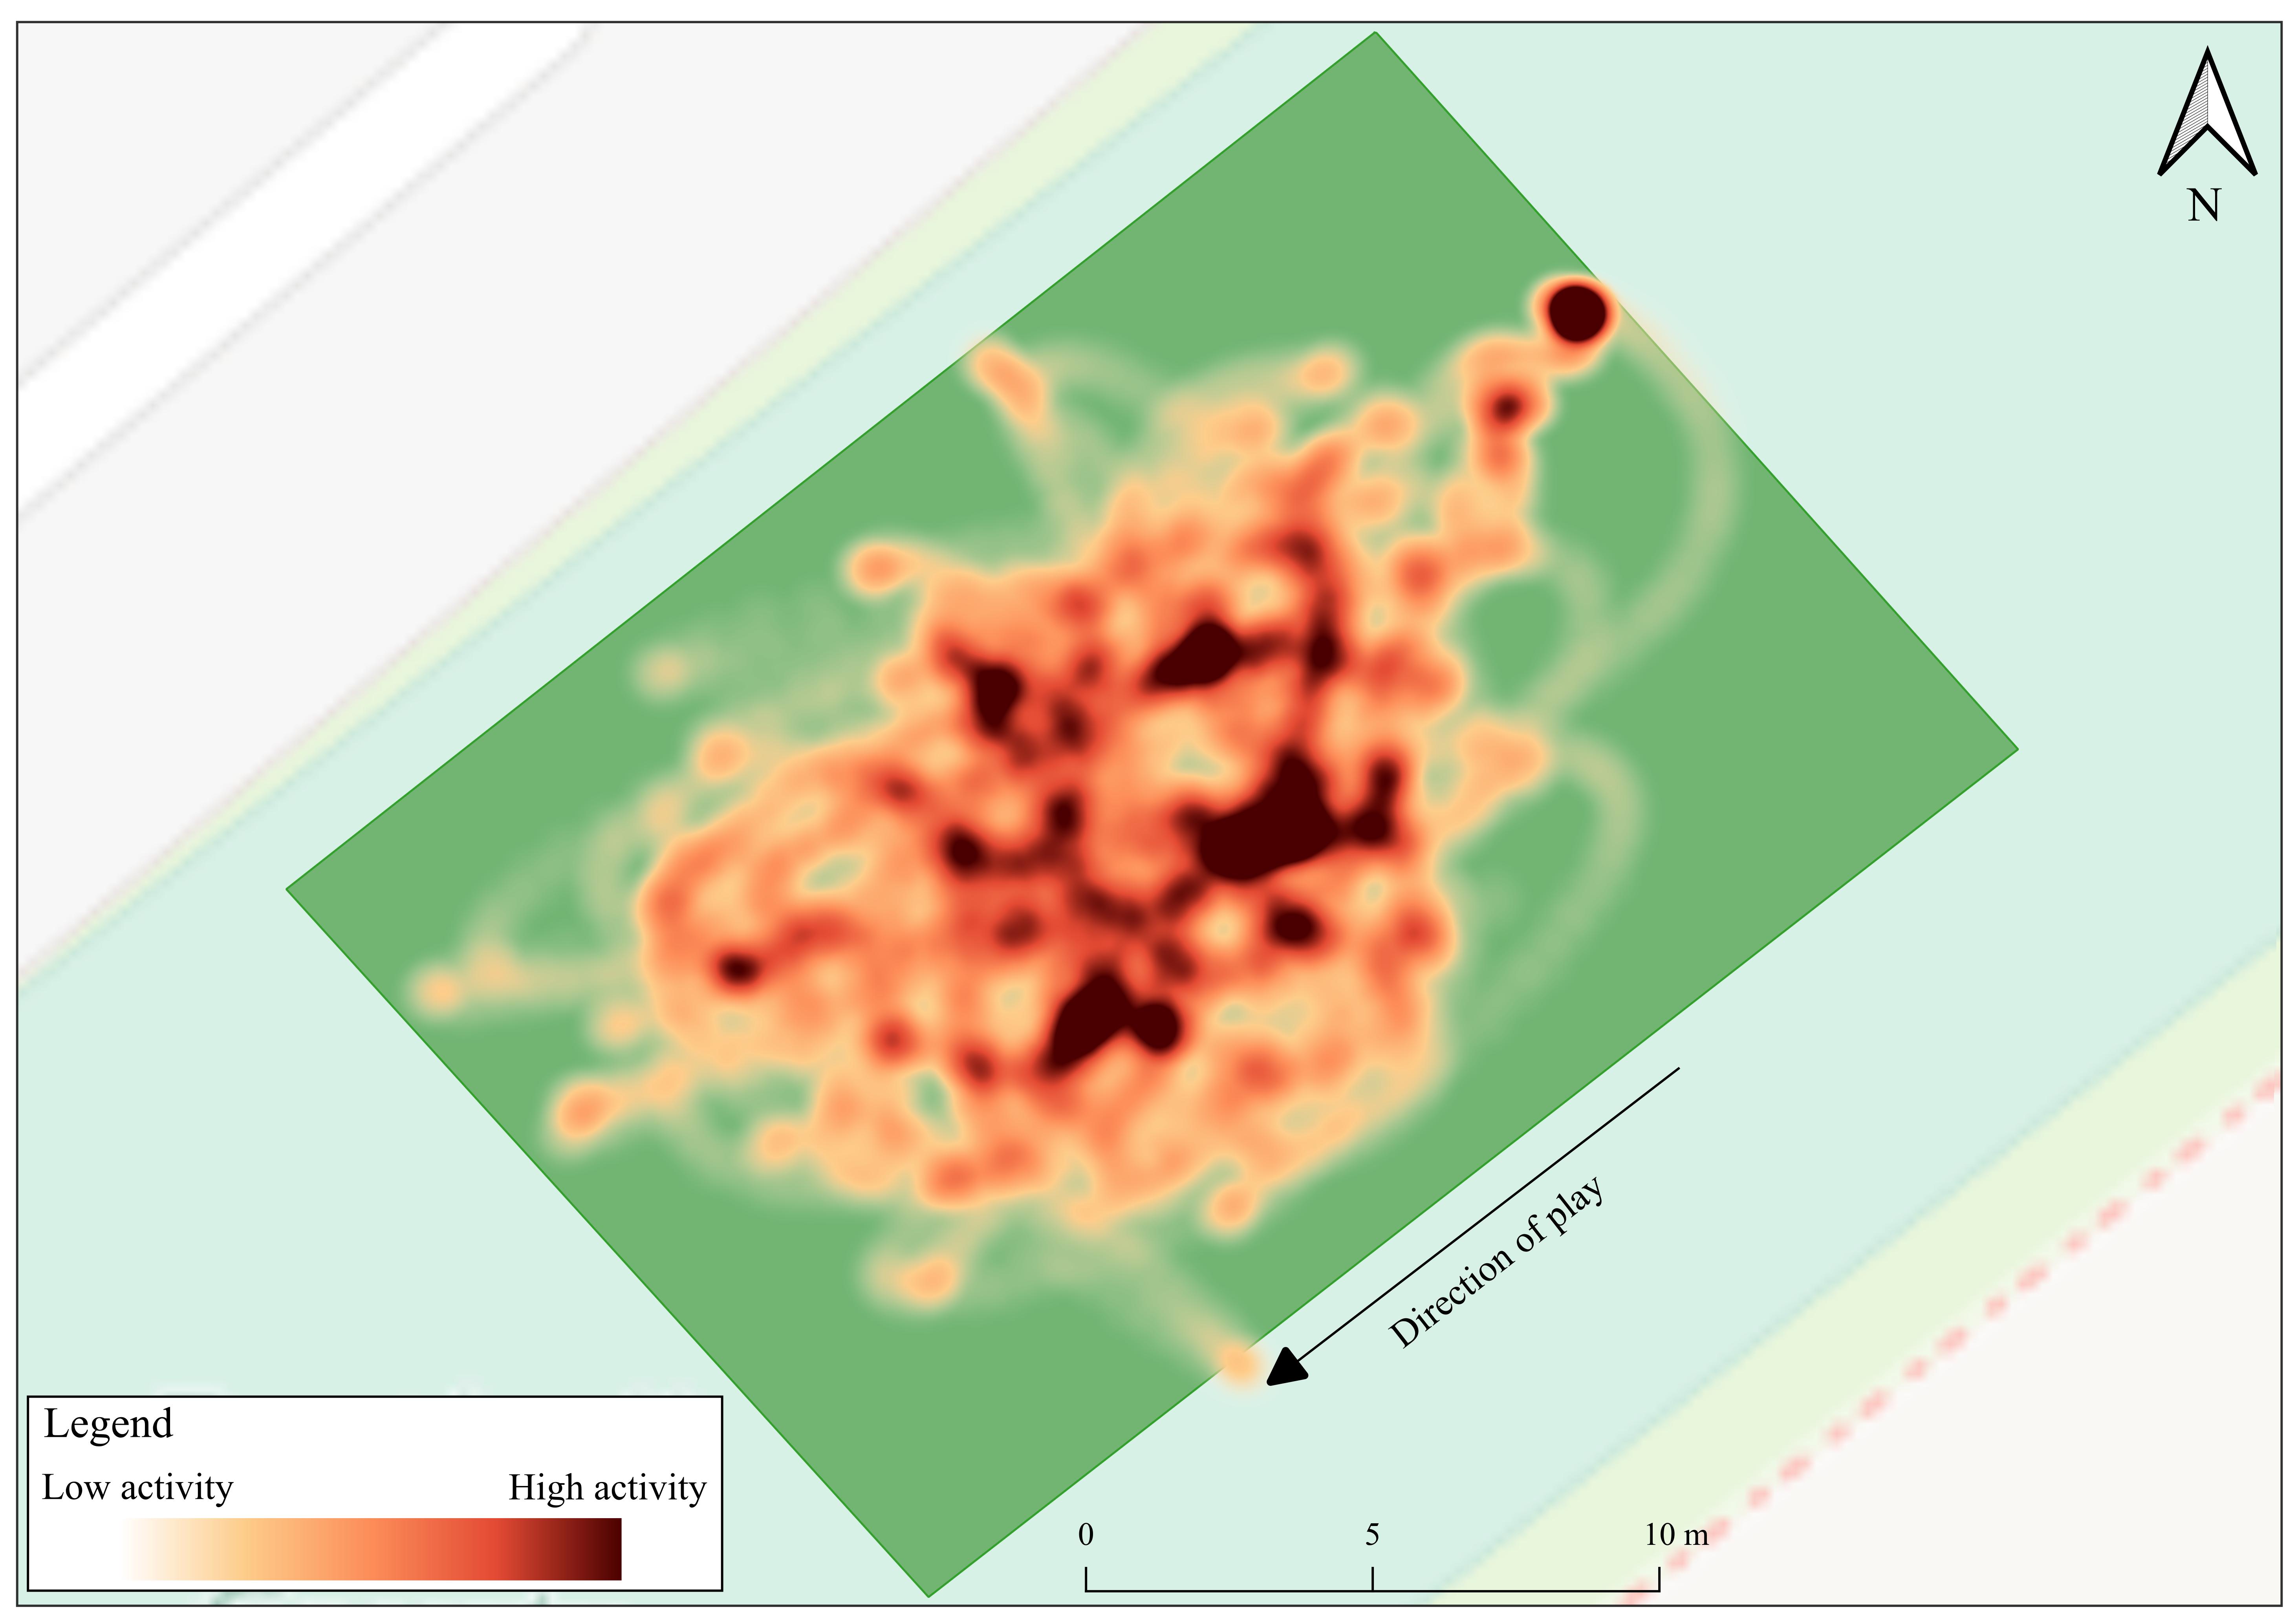 N
Direction of play
Legend
Low activity High activity
0 5 10 m